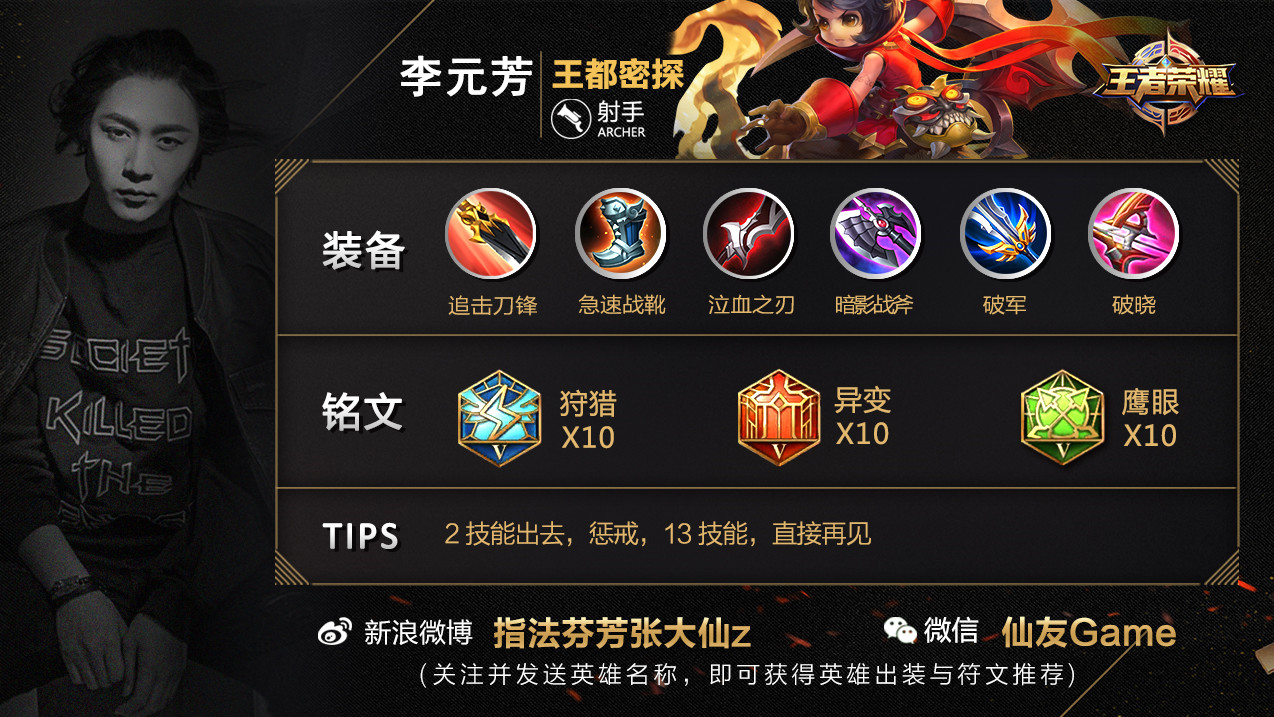 李元芳
王都密探
射手
ARCHER
王者荣耀
装备
追击刀锋 急速战靴 泣血之刃 暗影战斧 破军 破晓
铭文
狩猎 X10
异变 X10
鹰眼 X10
V V V
TIPS 2技能出去，惩戒，13技能，直接再见
SOCIET
KILLED
THE
新浪微博 指法芬芳张大仙z 微信 仙友Game
(关注并发送英雄名称，即可获得英雄出装与符文推荐)